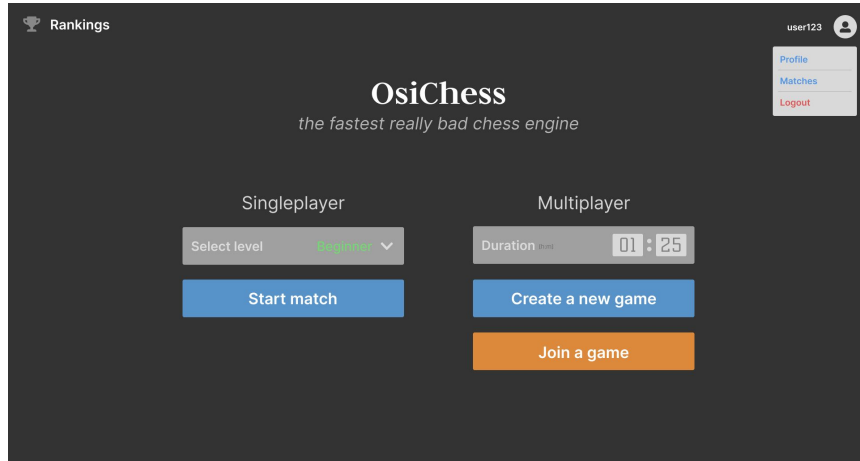 Rankings
user123
Profile
Matches
Logout
OsiChess
the fastest really bad chess engine
Singleplayer
Multiplayer
Select level Beginner
Duration 01:25
Start match
Create a new game
Join a game